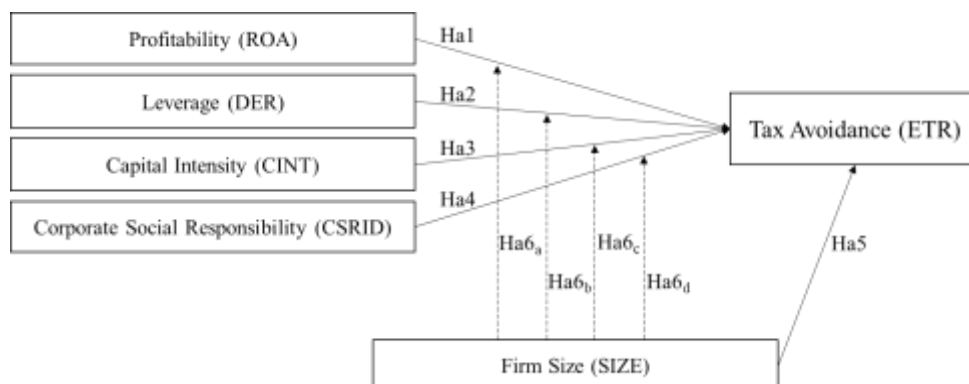 Profitability (ROA)
Ha1
Leverage (DER)
Ha2
Tax Avoidance (ETR)
Capital Intensity (CINT)
Ha3
Corporate Social Responsibility (CSRID)
Ha4
Ha6a
Ha6c
Ha5
Ha6b
Ha6d
Firm Size (SIZE)